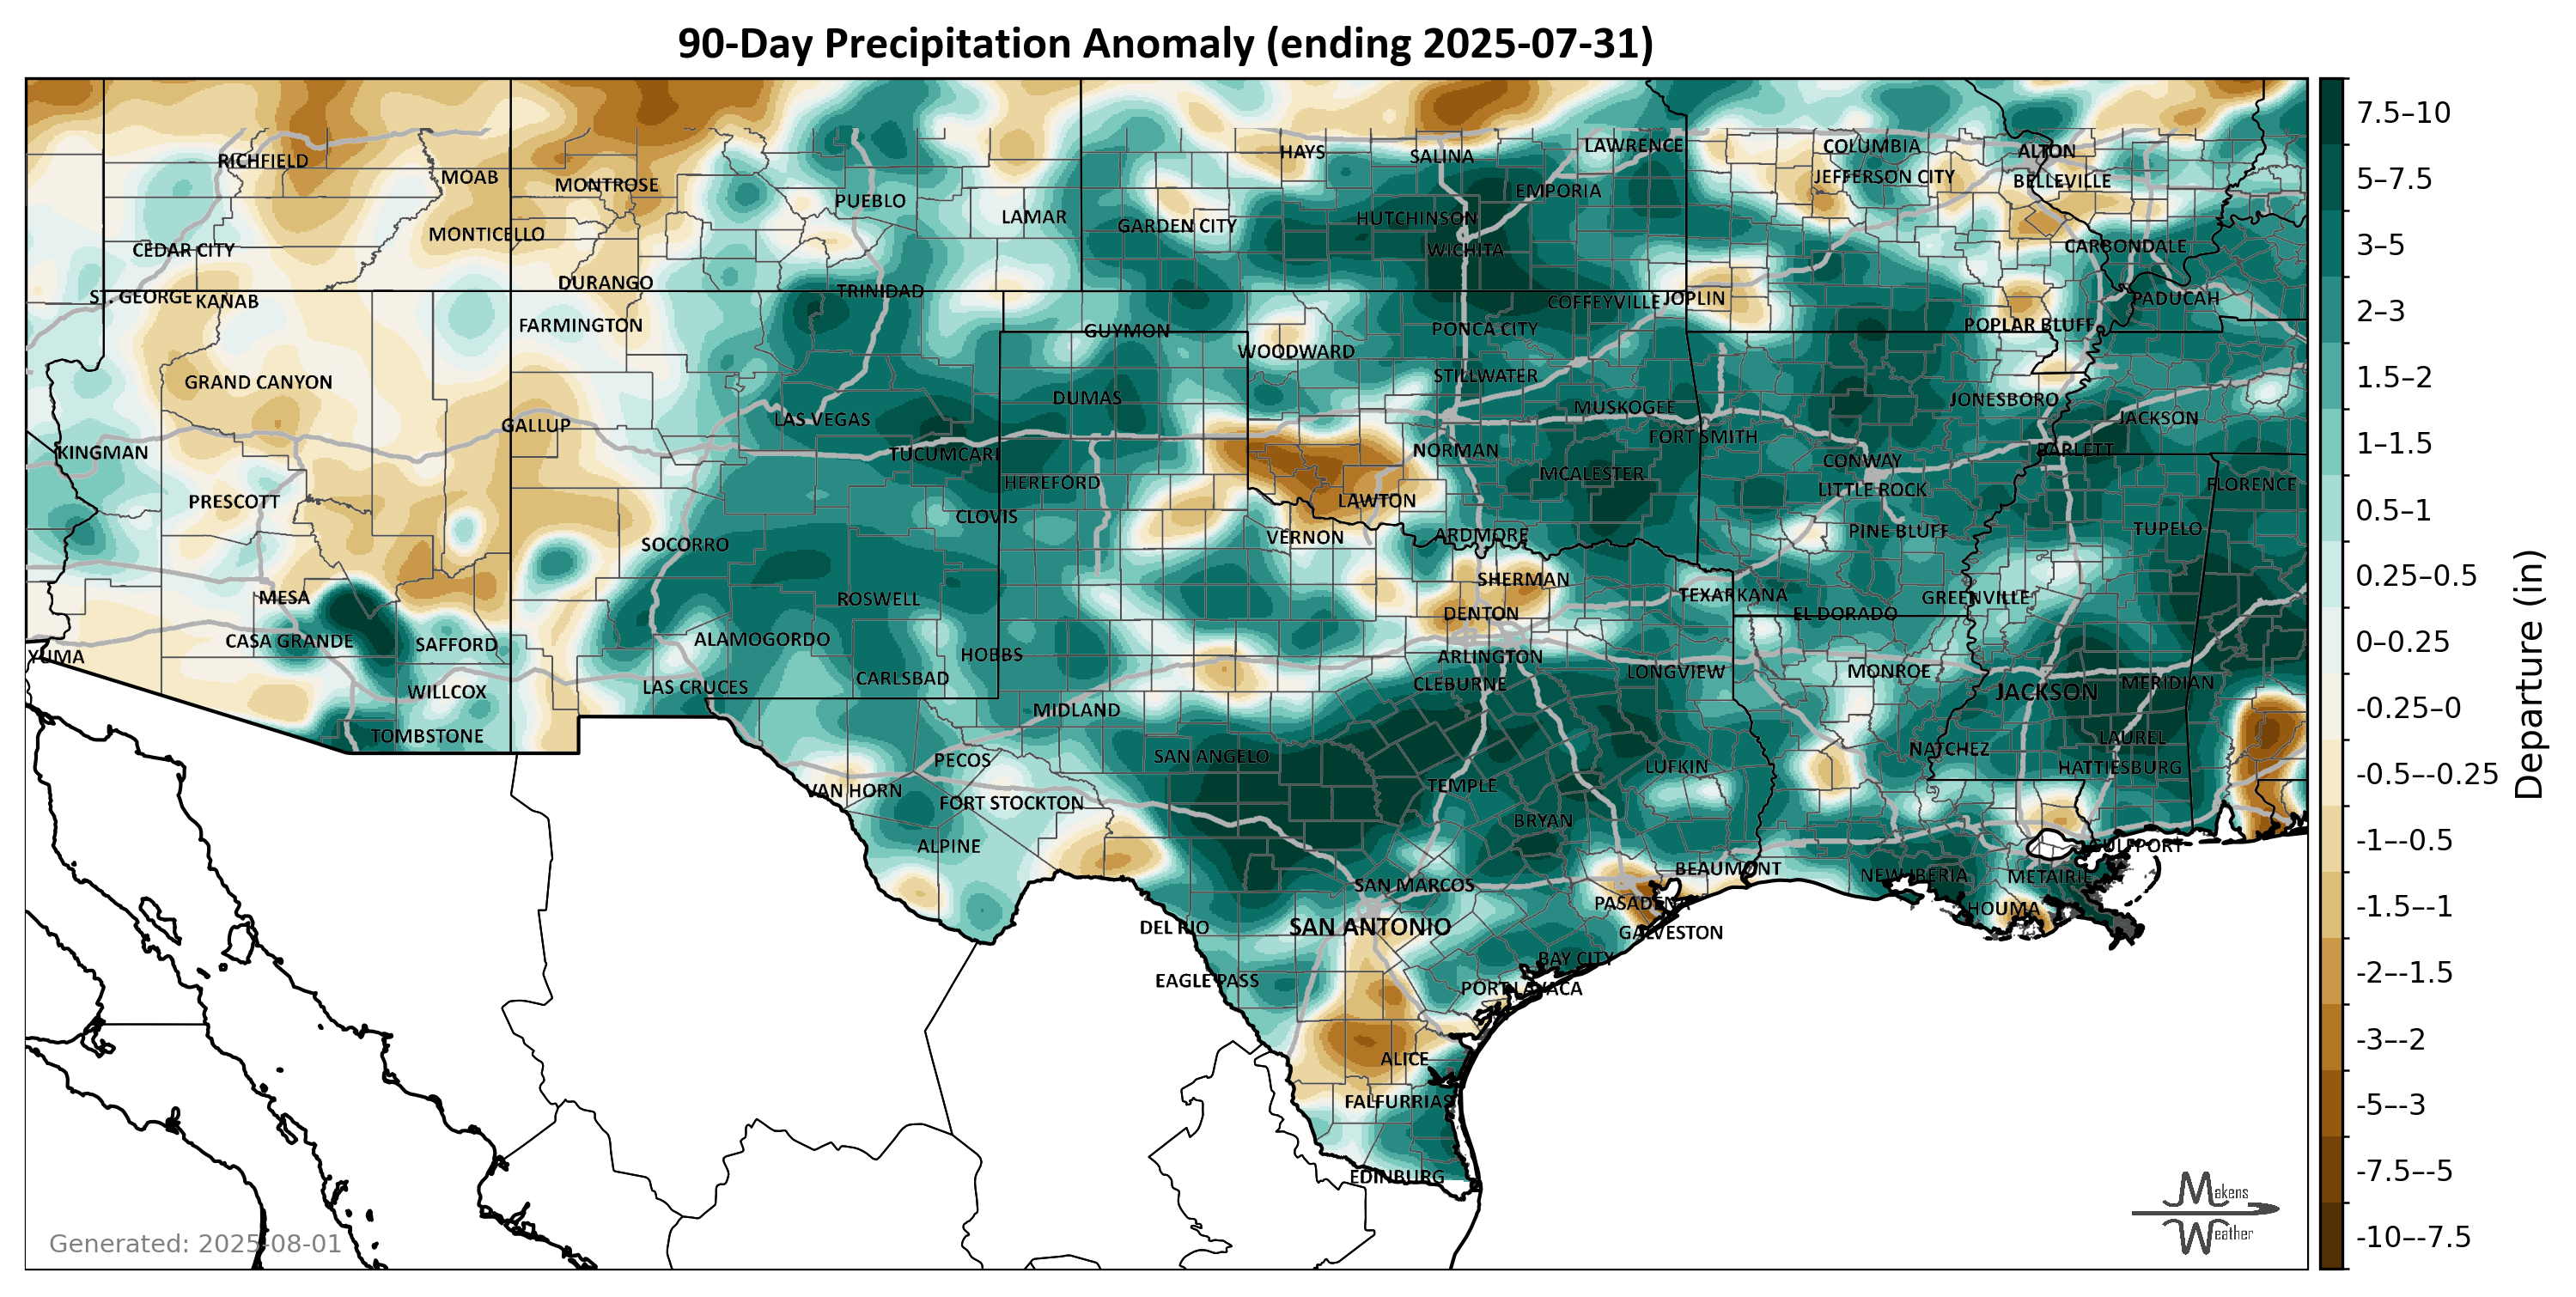 90-Day Precipitation Anomaly (ending 2025-07-31)
RICHFIELD
MOAB
MONTROSE
PUEBLO
LAMAR
HAYS
SALINA
LAWRENCE
EMPORIA
COLUMBIA
JEFFERSON CITY
ALTON
BELLEVILLE
GARDEN CITY
HUTCHINSON
WICHITA
CEDAR CITY
MONTICELLO
CARBONDALE
ST. GEORGE
KANAB
DURANGO
TRINIDAD
COFFEYVILLE
JOPLIN
PADUCAH
FARMINGTON
GUYMON
WOODWARD
PONCA CITY
POPLAR BLUFF
GRAND CANYON
DUMAS
STILLWATER
MUSKOGEE
JONESBORO
JACKSON
GALLUP
LAS VEGAS
KINGMAN
TUCUMCARI
NORMAN
FORT SMITH
BARLETT
PRESCOTT
HEREFORD
MCALESTER
CONWAY
LITTLE ROCK
FLORENCE
CLOVIS
LAWTON
SOCORRO
VERNON
ARDMORE
PINE BLUFF
TUPELO
MESA
ROSWELL
SHERMAN
DENTON
TEXARKANA
EL DORADO
GREENVILLE
CASA GRANDE
SAFFORD
ALAMOGORDO
HOBBS
ARLINGTON
YUMA
WILLCOX
LAS CRUCES
CARLSBAD
CLEBURNE
LONGVIEW
MONROE
JACKSON
MERIDIAN
TOMBSTONE
MIDLAND
SAN ANGELO
NATCHEZ
LAUREL
HATTIESBURG
PECOS
VAN HORN
FORT STOCKTON
TEMPLE
LUFKIN
ALPINE
BRYAN
GULFPORT
SAN MARCOS
BEAUMONT
NEW IBERIA
METAIRIE
DEL RIO
SAN ANTONIO
PASADENA
GALVESTON
HOUMA
EAGLE PASS
BAY CITY
PORT LAVACA
ALICE
FALFURRIAS
EDINBURG
7.5–10
5–7.5
3–5
2–3
1.5–2
1–1.5
0.5–1
0.25–0.5
0–0.25
-0.25–0
-0.5–-0.25
-1–-0.5
-1.5–-1
-2–-1.5
-3–-2
-5–-3
-7.5–-5
-10–-7.5
Departure (in)
Makens
Weather
Generated: 2025-08-01